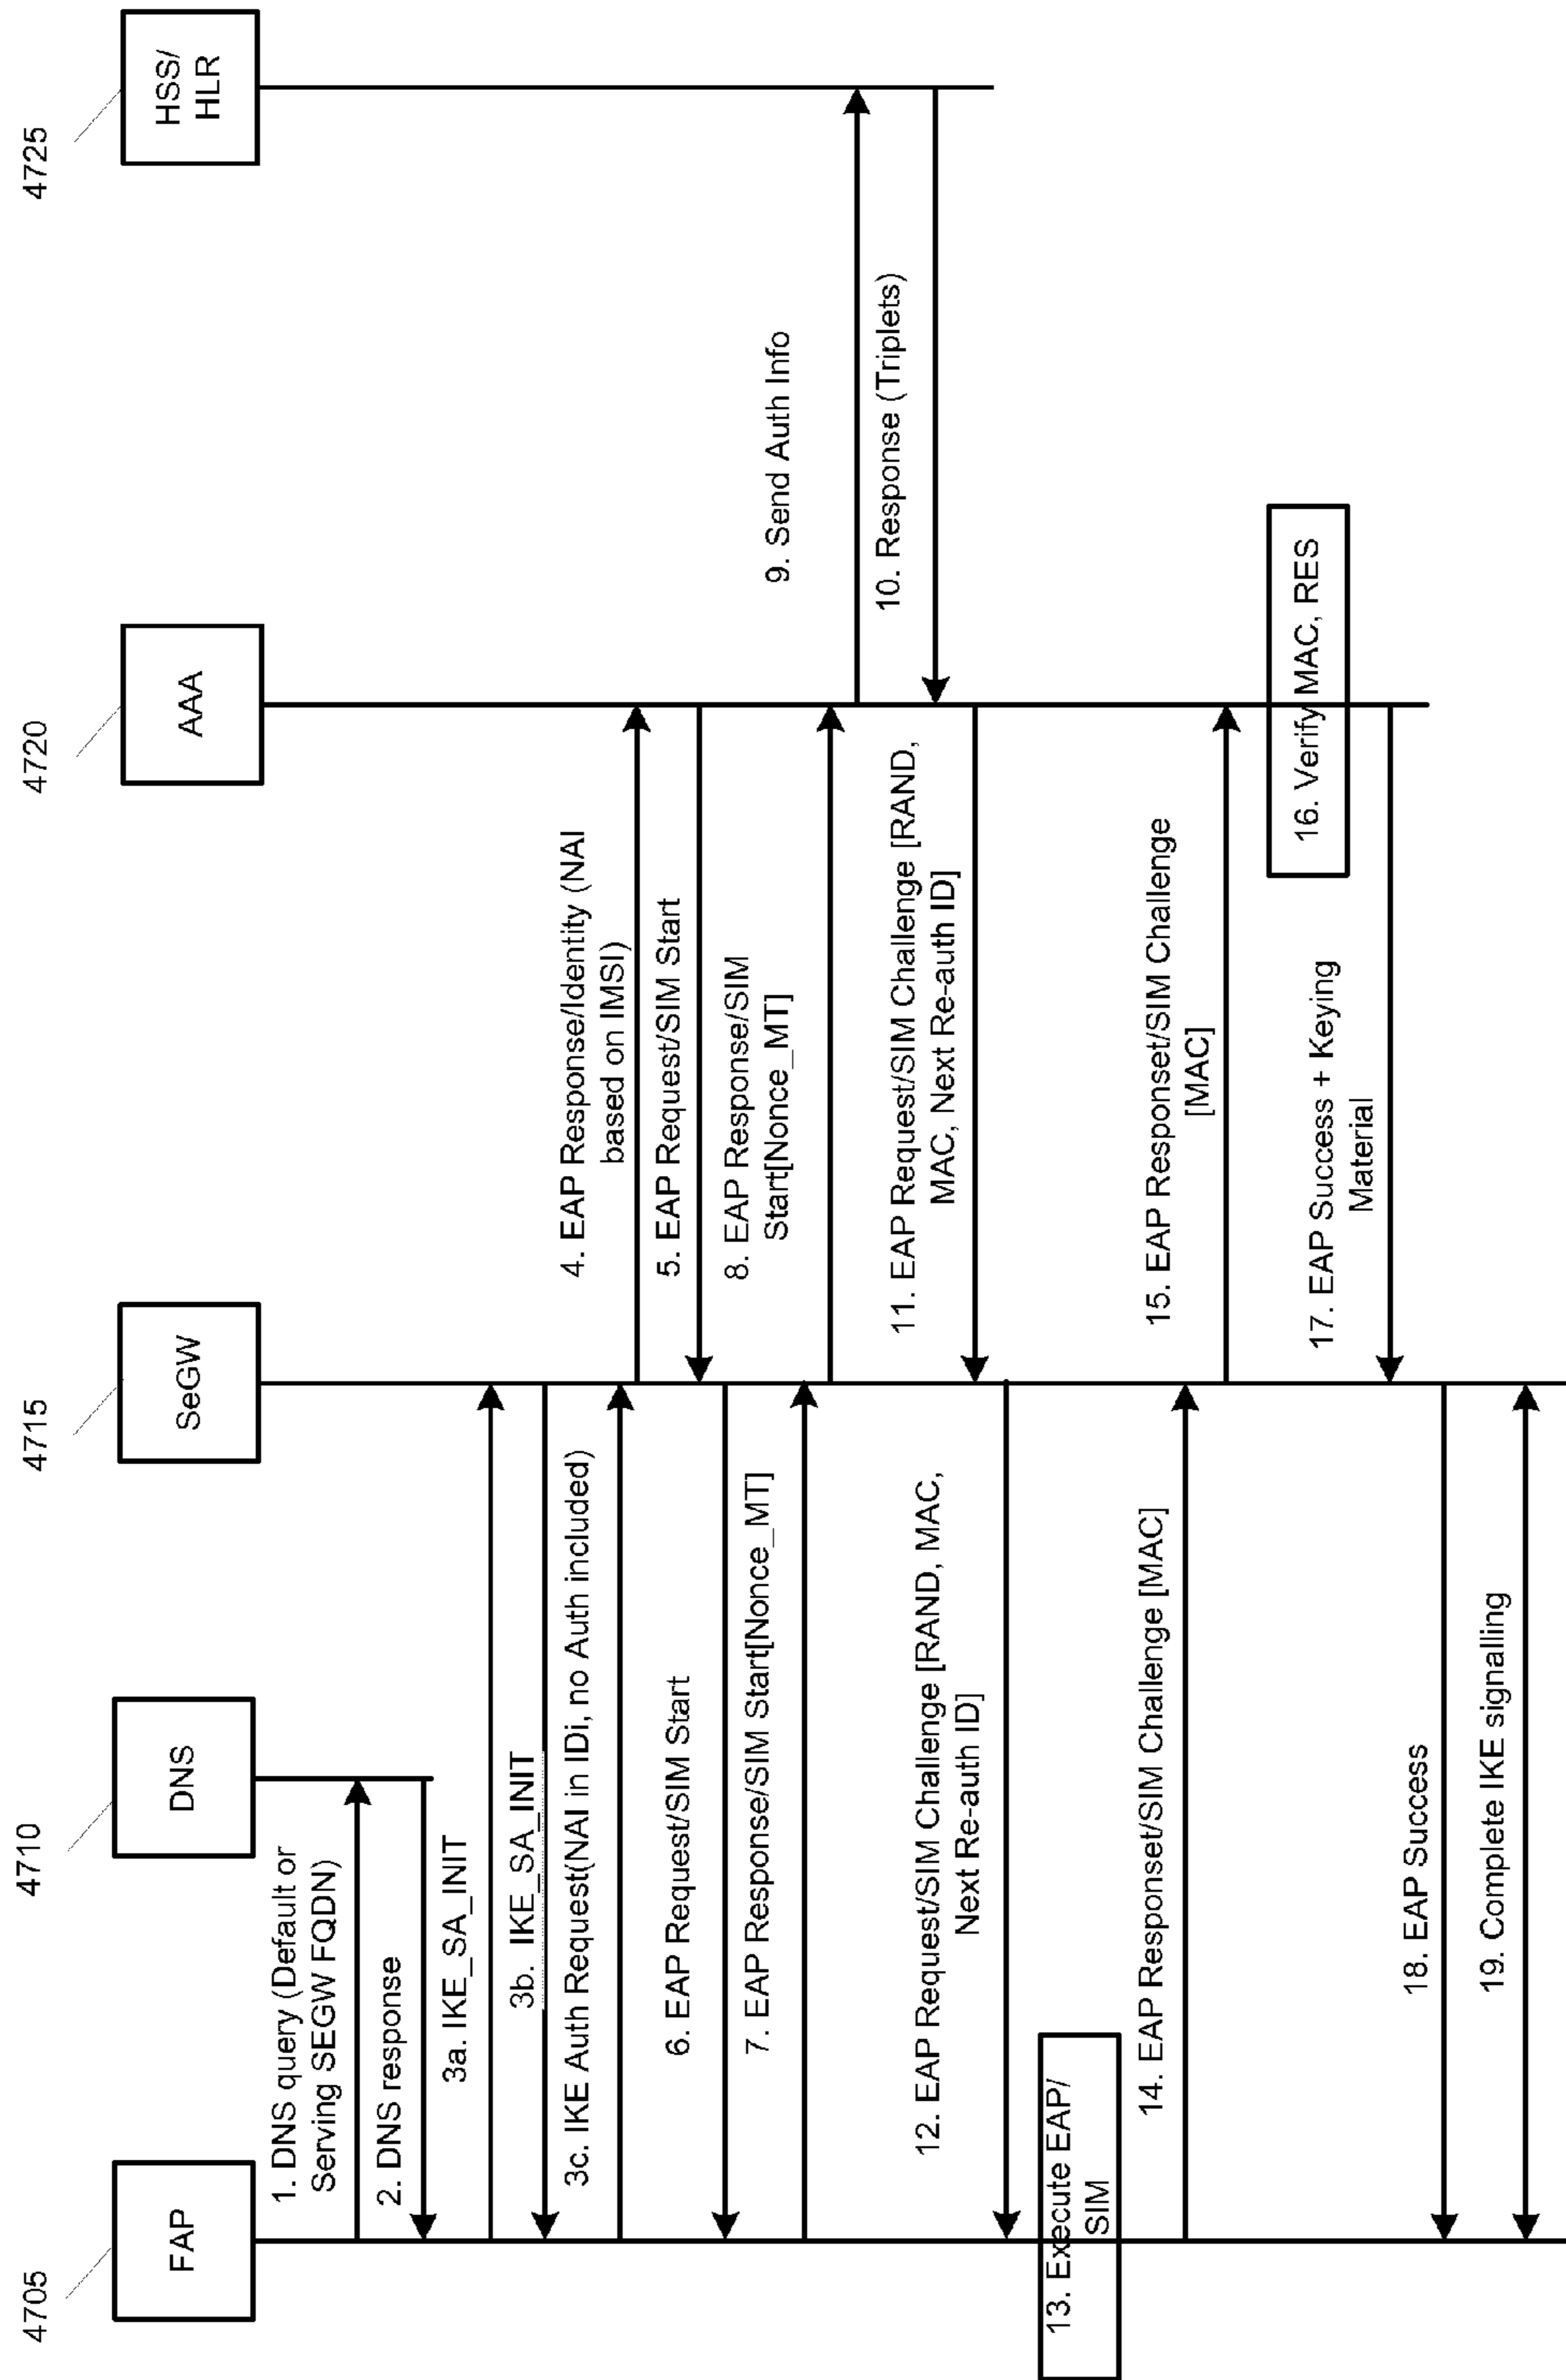 4705
4710
4715
4720
4725
FAP
DNS
SeGW
AAA
HSS/
HLR
1. DNS query (Default or
Serving SEGW FQDN)
2. DNS response
3a. IKE_SA_INIT
3b. IKE_SA_INIT
3c. IKE Auth Request(NAI in IDi, no Auth included)
4. EAP Response/Identity (NAI
based on IMSI)
5. EAP Request/SIM Start
6. EAP Request/SIM Start
7. EAP Response/SIM Start[Nonce_MT]
8. EAP Response/SIM
Start[Nonce_MT]
9. Send Auth Info
10. Response (Triplets)
11. EAP Request/SIM Challenge [RAND,
MAC, Next Re-auth ID]
12. EAP Request/SIM Challenge [RAND, MAC,
Next Re-auth ID]
13. Execute EAP/
SIM
14. EAP Responset/SIM Challenge [MAC]
15. EAP Responset/SIM Challenge
[MAC]
16. Verify MAC, RES
17. EAP Success + Keying
Material
18. EAP Success
19. Complete IKE signalling